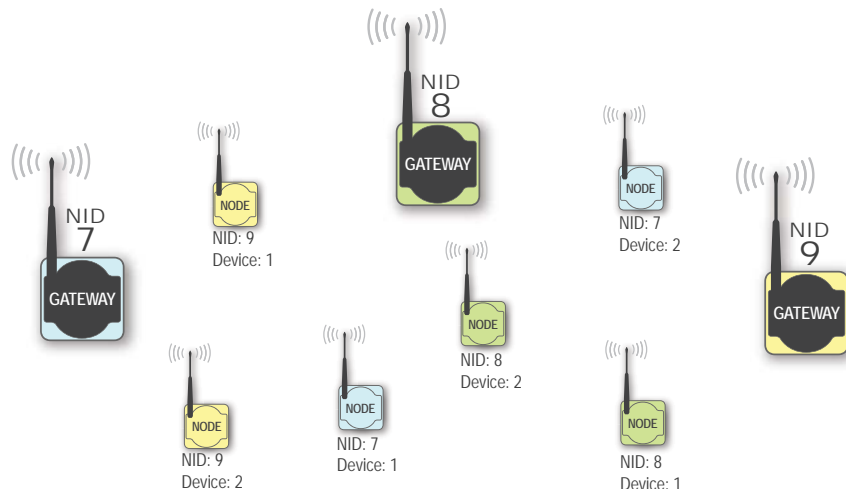 NID
8
GATEWAY
NODE
NID: 9
Device: 1
NODE
NID: 7
Device: 2
NID
7
GATEWAY
NID
9
GATEWAY
NODE
NID: 8
Device: 2
NODE
NID: 9
Device: 2
NODE
NID: 7
Device: 1
NODE
NID: 8
Device: 1